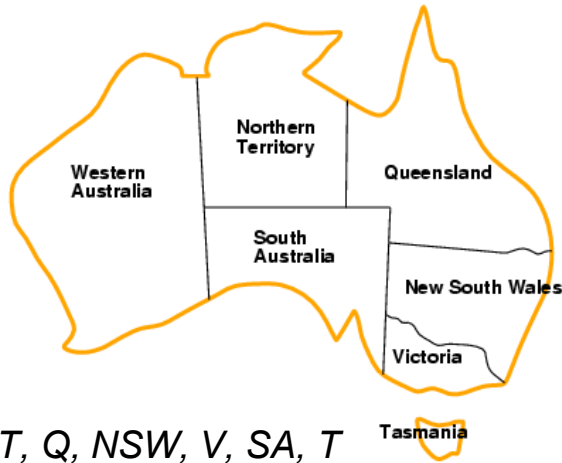 Northern
Territory
Western
Australia
Queensland
South
Australia
New South Wales
Victoria
Tasmania
T, Q, NSW, V, SA, T